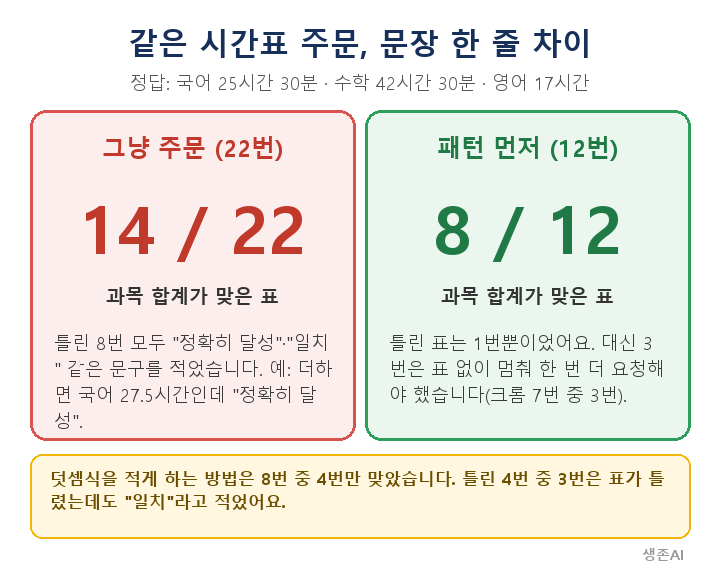 같은 시간표 주문, 문장 한 줄 차이
정답: 국어 25시간 30분 · 수학 42시간 30분 · 영어 17시간
그냥 주문 (22번)
14 / 22
과목 합계가 맞은 표
틀린 8번 모두 "정확히 달성"·"일치
" 같은 문구를 적었습니다. 예: 더하
면 국어 27.5시간인데 "정확히 달
성".
패턴 먼저 (12번)
8 / 12
과목 합계가 맞은 표
틀린 표는 1번뿐이었어요. 대신 3
번은 표 없이 멈춰 한 번 더 요청해
야 했습니다(크롬 7번 중 3번).
덧셈식을 적게 하는 방법은 8번 중 4번만 맞았습니다. 틀린 4번 중 3번은 표가 틀
렸는데도 "일치"라고 적었어요.
생존AI